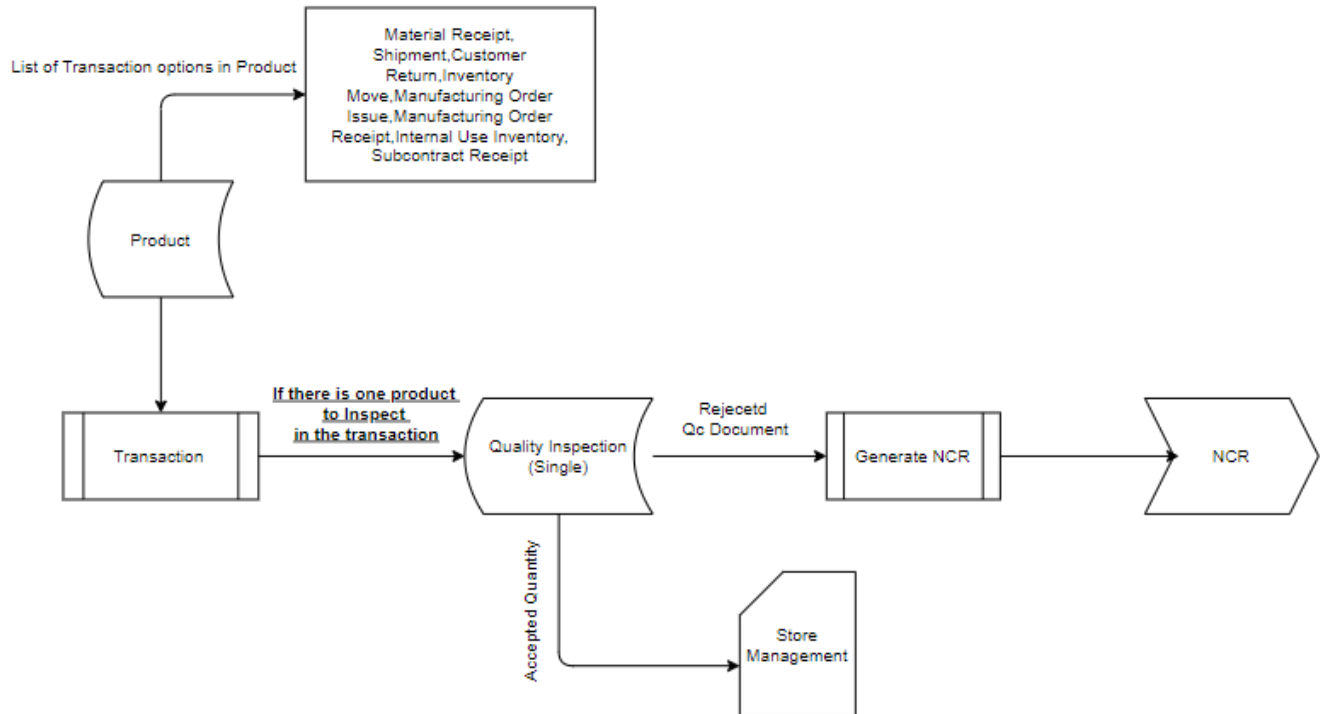 Material Receipt,
Shipment,Customer
Return,Inventory
Move,Manufacturing Order
Issue,Manufacturing Order
Receipt,Internal Use Inventory,
Subcontract Receipt
List of Transaction options in Product
Product
If there is one product
to Inspect
in the transaction
Transaction
Quality Inspection
(Single)
Rejecetd
Qc Document
Generate NCR
NCR
Accepted Quantity
Store
Management